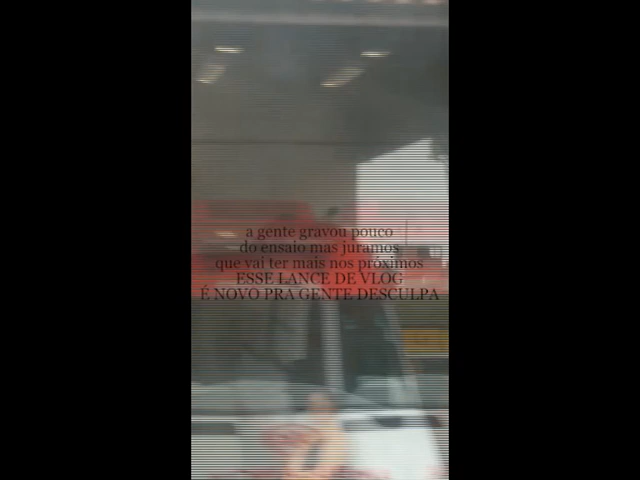 a gente gravou pouco
do ensaio mas juramos
que vai ter mais nos próximos
ESSE LANCE DE VLOG
É NOVO PRA GENTE DESCULPA